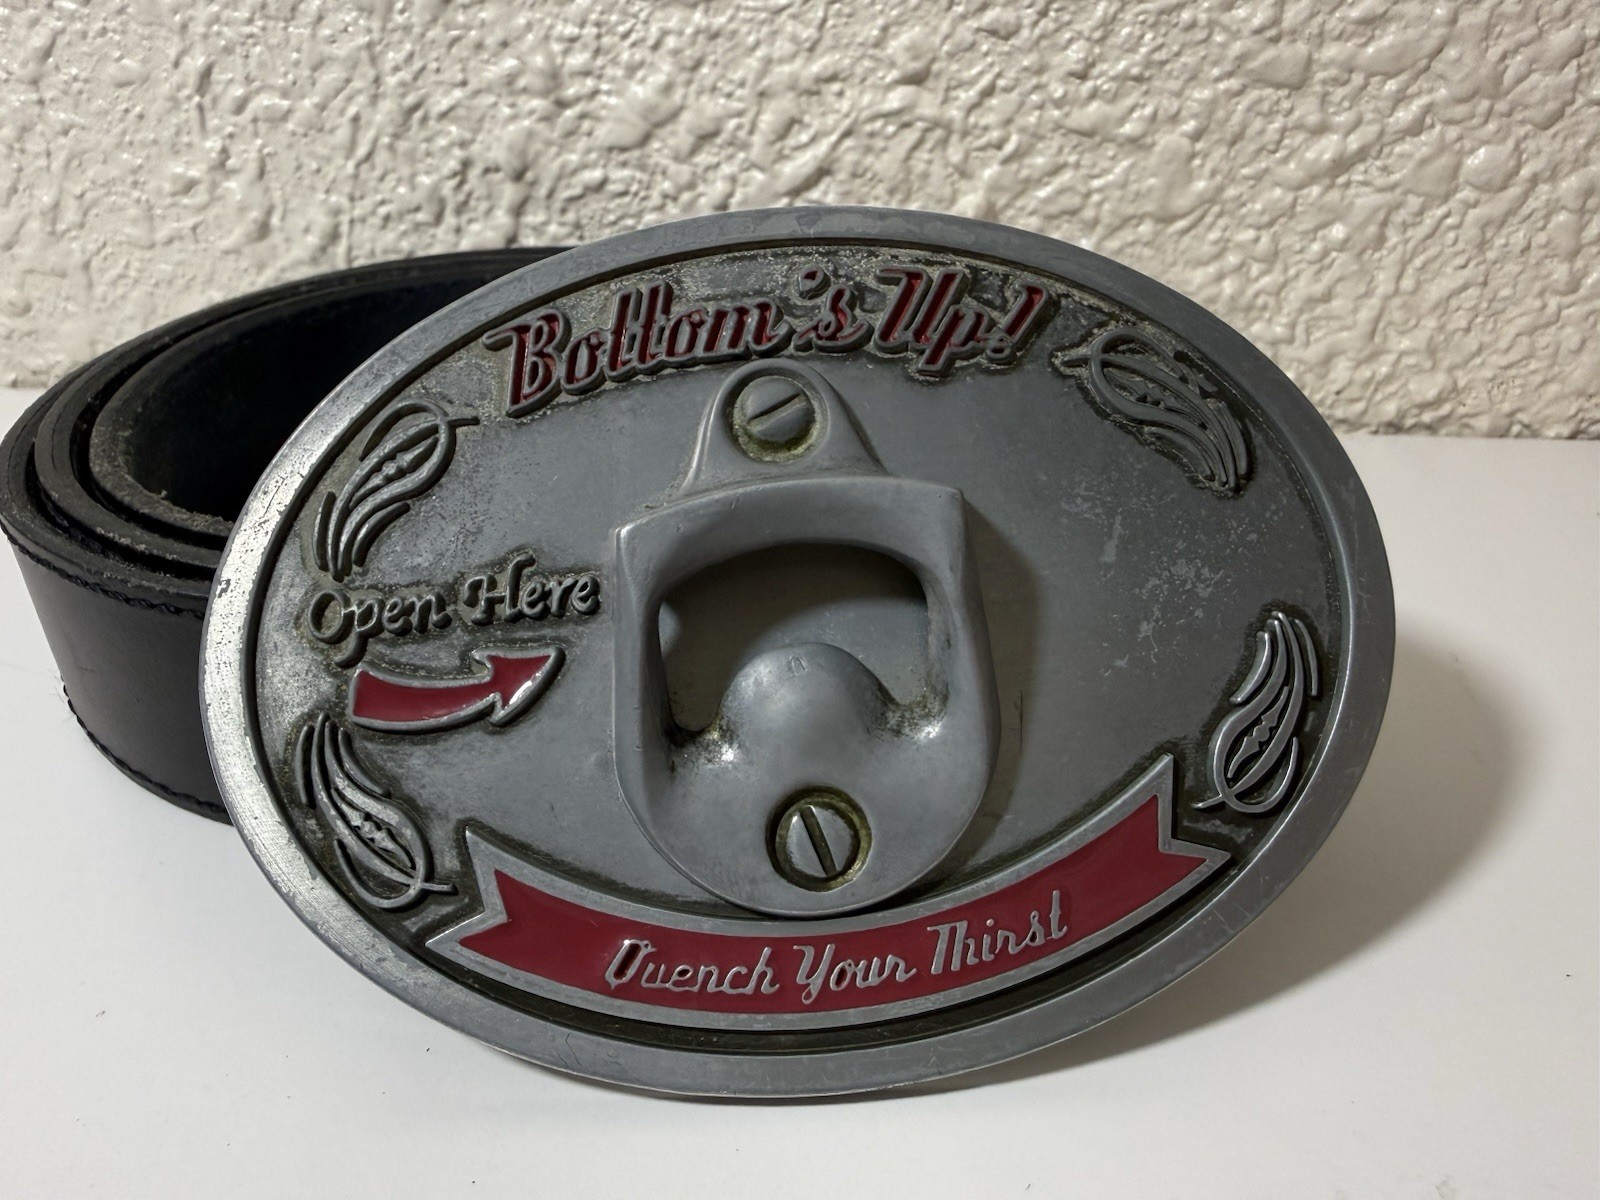 Bottom's Up!
Open Here
Quench Your Thirst